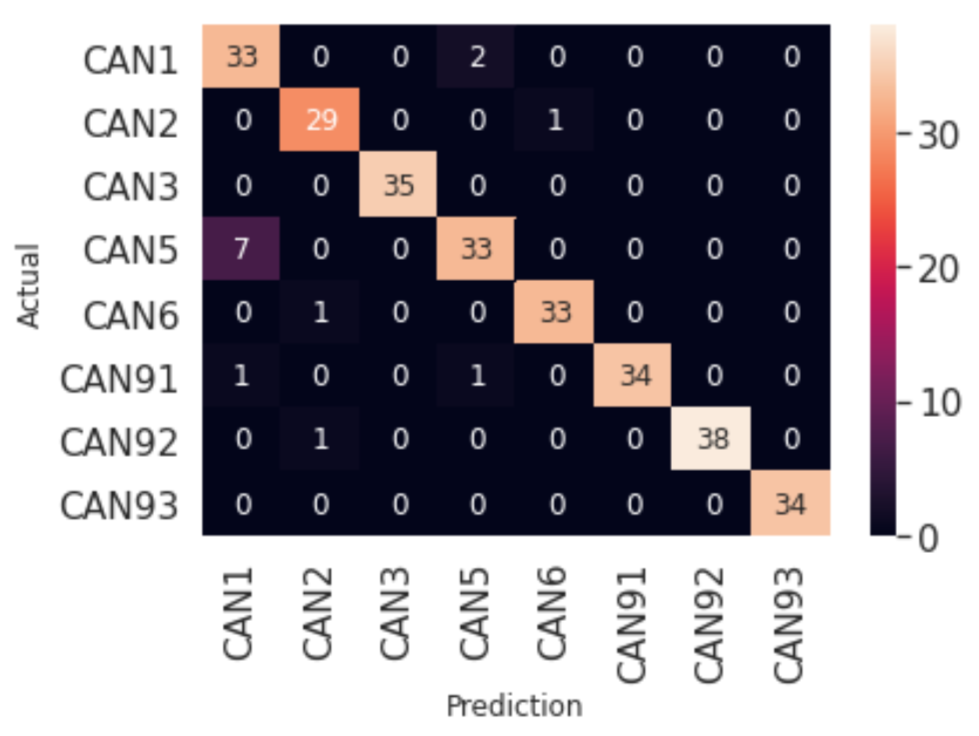 CAN1 33 0 0 2 0 0 0 0
CAN2 0 29 0 0 1 0 0 0
CAN3 0 0 35 0 0 0 0 0
CAN5 7 0 0 33 0 0 0 0
CAN6 0 1 0 0 33 0 0 0
CAN91 1 0 0 1 0 34 0 0
CAN92 0 1 0 0 0 0 38 0
CAN93 0 0 0 0 0 0 0 34
Actual
30
20
10
0
CAN1 CAN2 CAN3 CAN5 CAN6 CAN91 CAN92 CAN93
Prediction